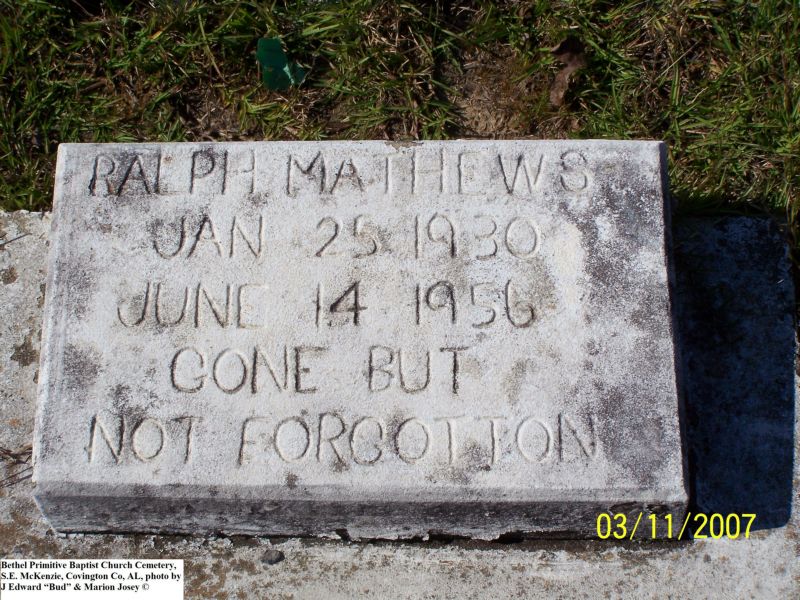 RALPH MATHEWS
JAN 25 1930
JUNE 14 1956
GONE BUT
NOT FORGOTTON
03/11/2007
Bethel Primitive Baptist Church Cemetery,
S.E. McKenzie, Covington Co, AL, photo by
J Edward “Bud” & Marion Josey ©